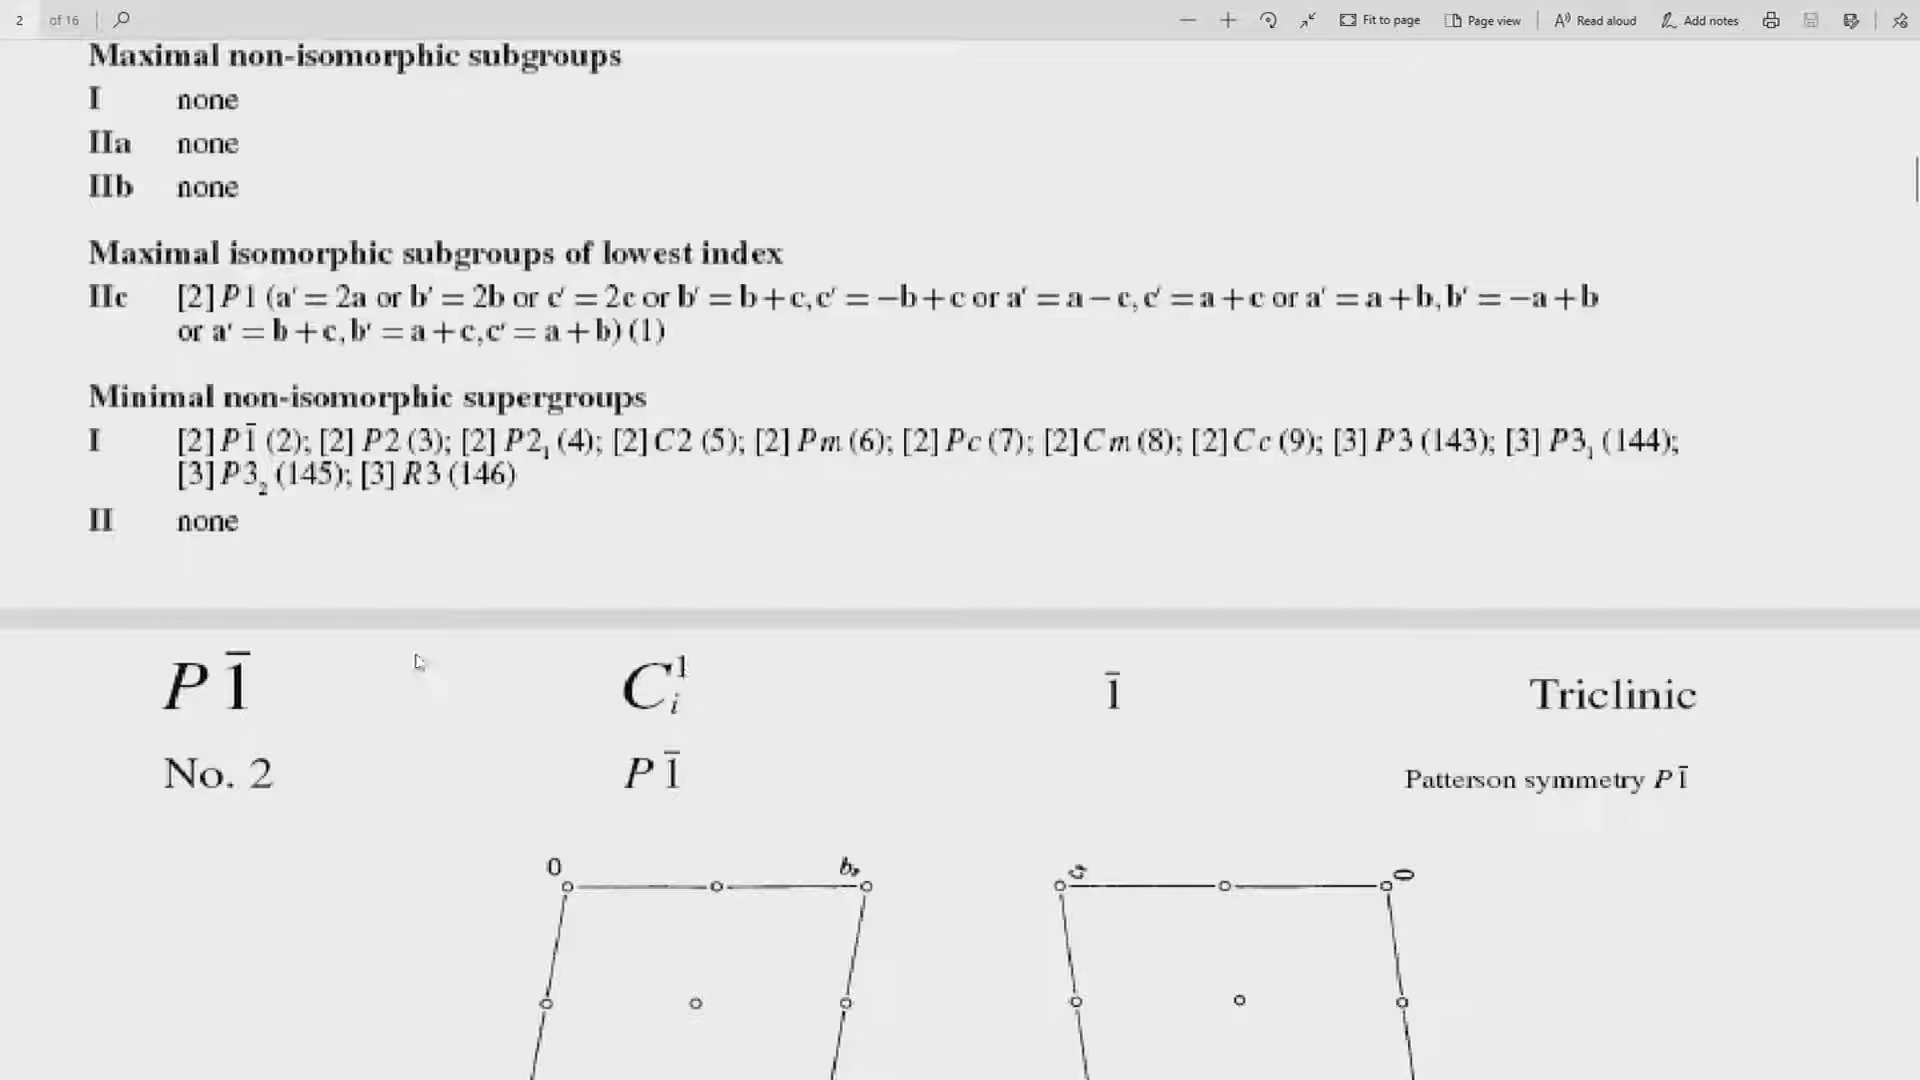 2 of 16 Fit to page Page view Read aloud Add notes
Maximal non-isomorphic subgroups
I none
IIa none
IIb none
Maximal isomorphic subgroups of lowest index
IIc [2] P1 (a′ = 2a or b′ = 2b or c′ = 2c or b′ = b+c, c′ = −b+c or a′ = a−c, c′ = a+c or a′ = a+b, b′ = −a+b
or a′ = b+c, b′ = a+c, c′ = a+b) (1)
Minimal non-isomorphic supergroups
I [2] P1̄ (2); [2] P2 (3); [2] P2₁ (4); [2] C2 (5); [2] Pm (6); [2] Pc (7); [2] Cm (8); [2] Cc (9); [3] P3 (143); [3] P3₁ (144);
[3] P3₂ (145); [3] R3 (146)
II none
P1̄ C¹ᵢ 1̄ Triclinic
No. 2 P1̄ Patterson symmetry P1̄
0 b, c, 0